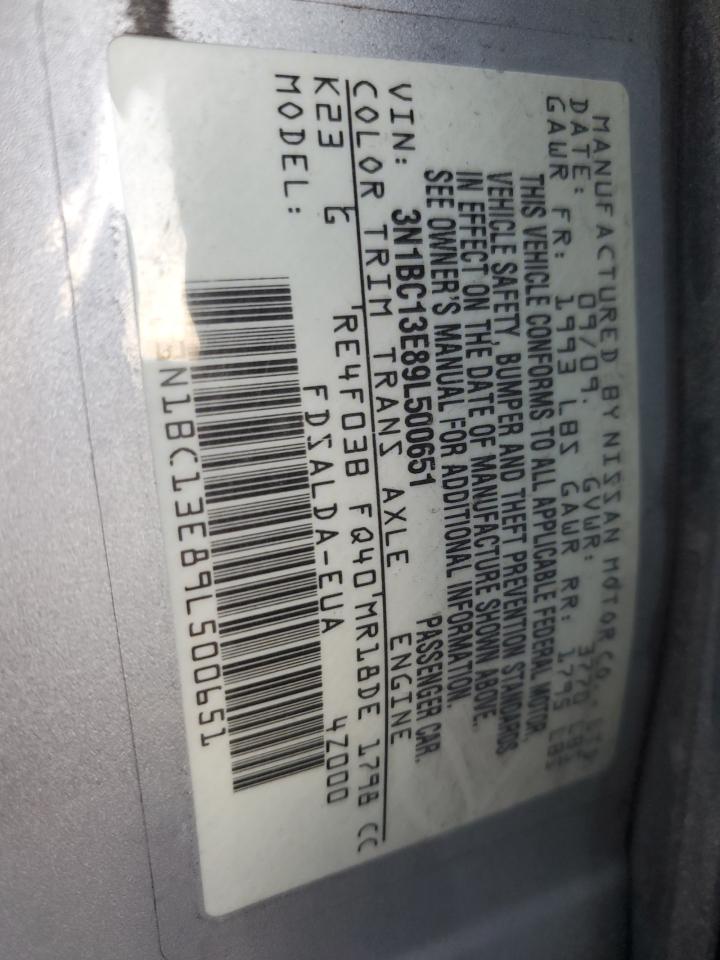 MANUFACTURED BY NISSAN MOTOR CO., LTD
DATE: 09/09. GVWR: 3770 LBS
GAWR FR: 1993 LBS GAWR RR: 1795 LBS
THIS VEHICLE CONFORMS TO ALL APPLICABLE FEDERAL MOTOR
VEHICLE SAFETY, BUMPER AND THEFT PREVENTION STANDARDS
IN EFFECT ON THE DATE OF MANUFACTURE SHOWN ABOVE.
SEE OWNER'S MANUAL FOR ADDITIONAL INFORMATION.
VIN: 3N1BC13E89L500651 PASSENGER CAR.
COLOR TRIM TRANS AXLE ENGINE
K23 G RE4F03B FQ40 MR18DE 1798 CC
MODEL: FDSALDA-EUA 4Z000
3N1BC13E89L500651